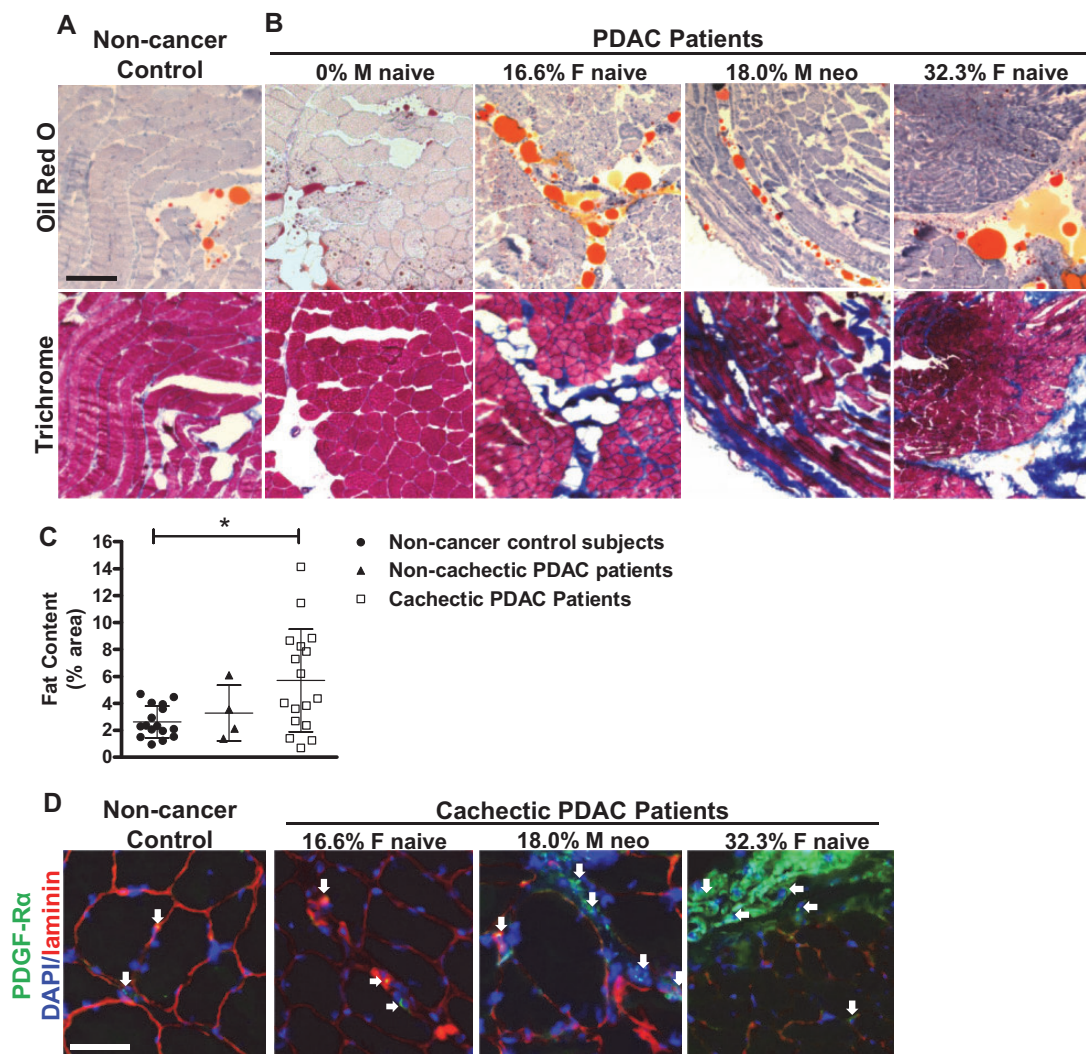 A
Non-cancer
Control
B
PDAC Patients
0% M naive
16.6% F naive
18.0% M neo
32.3% F naive
Oil Red O
Trichrome
C
*
16
14
12
10
8
6
4
2
0
Fat Content
(% area)
Non-cancer control subjects
Non-cachectic PDAC patients
Cachectic PDAC Patients
D
Non-cancer
Control
Cachectic PDAC Patients
16.6% F naive
18.0% M neo
32.3% F naive
PDGF-Rα
DAPI/laminin